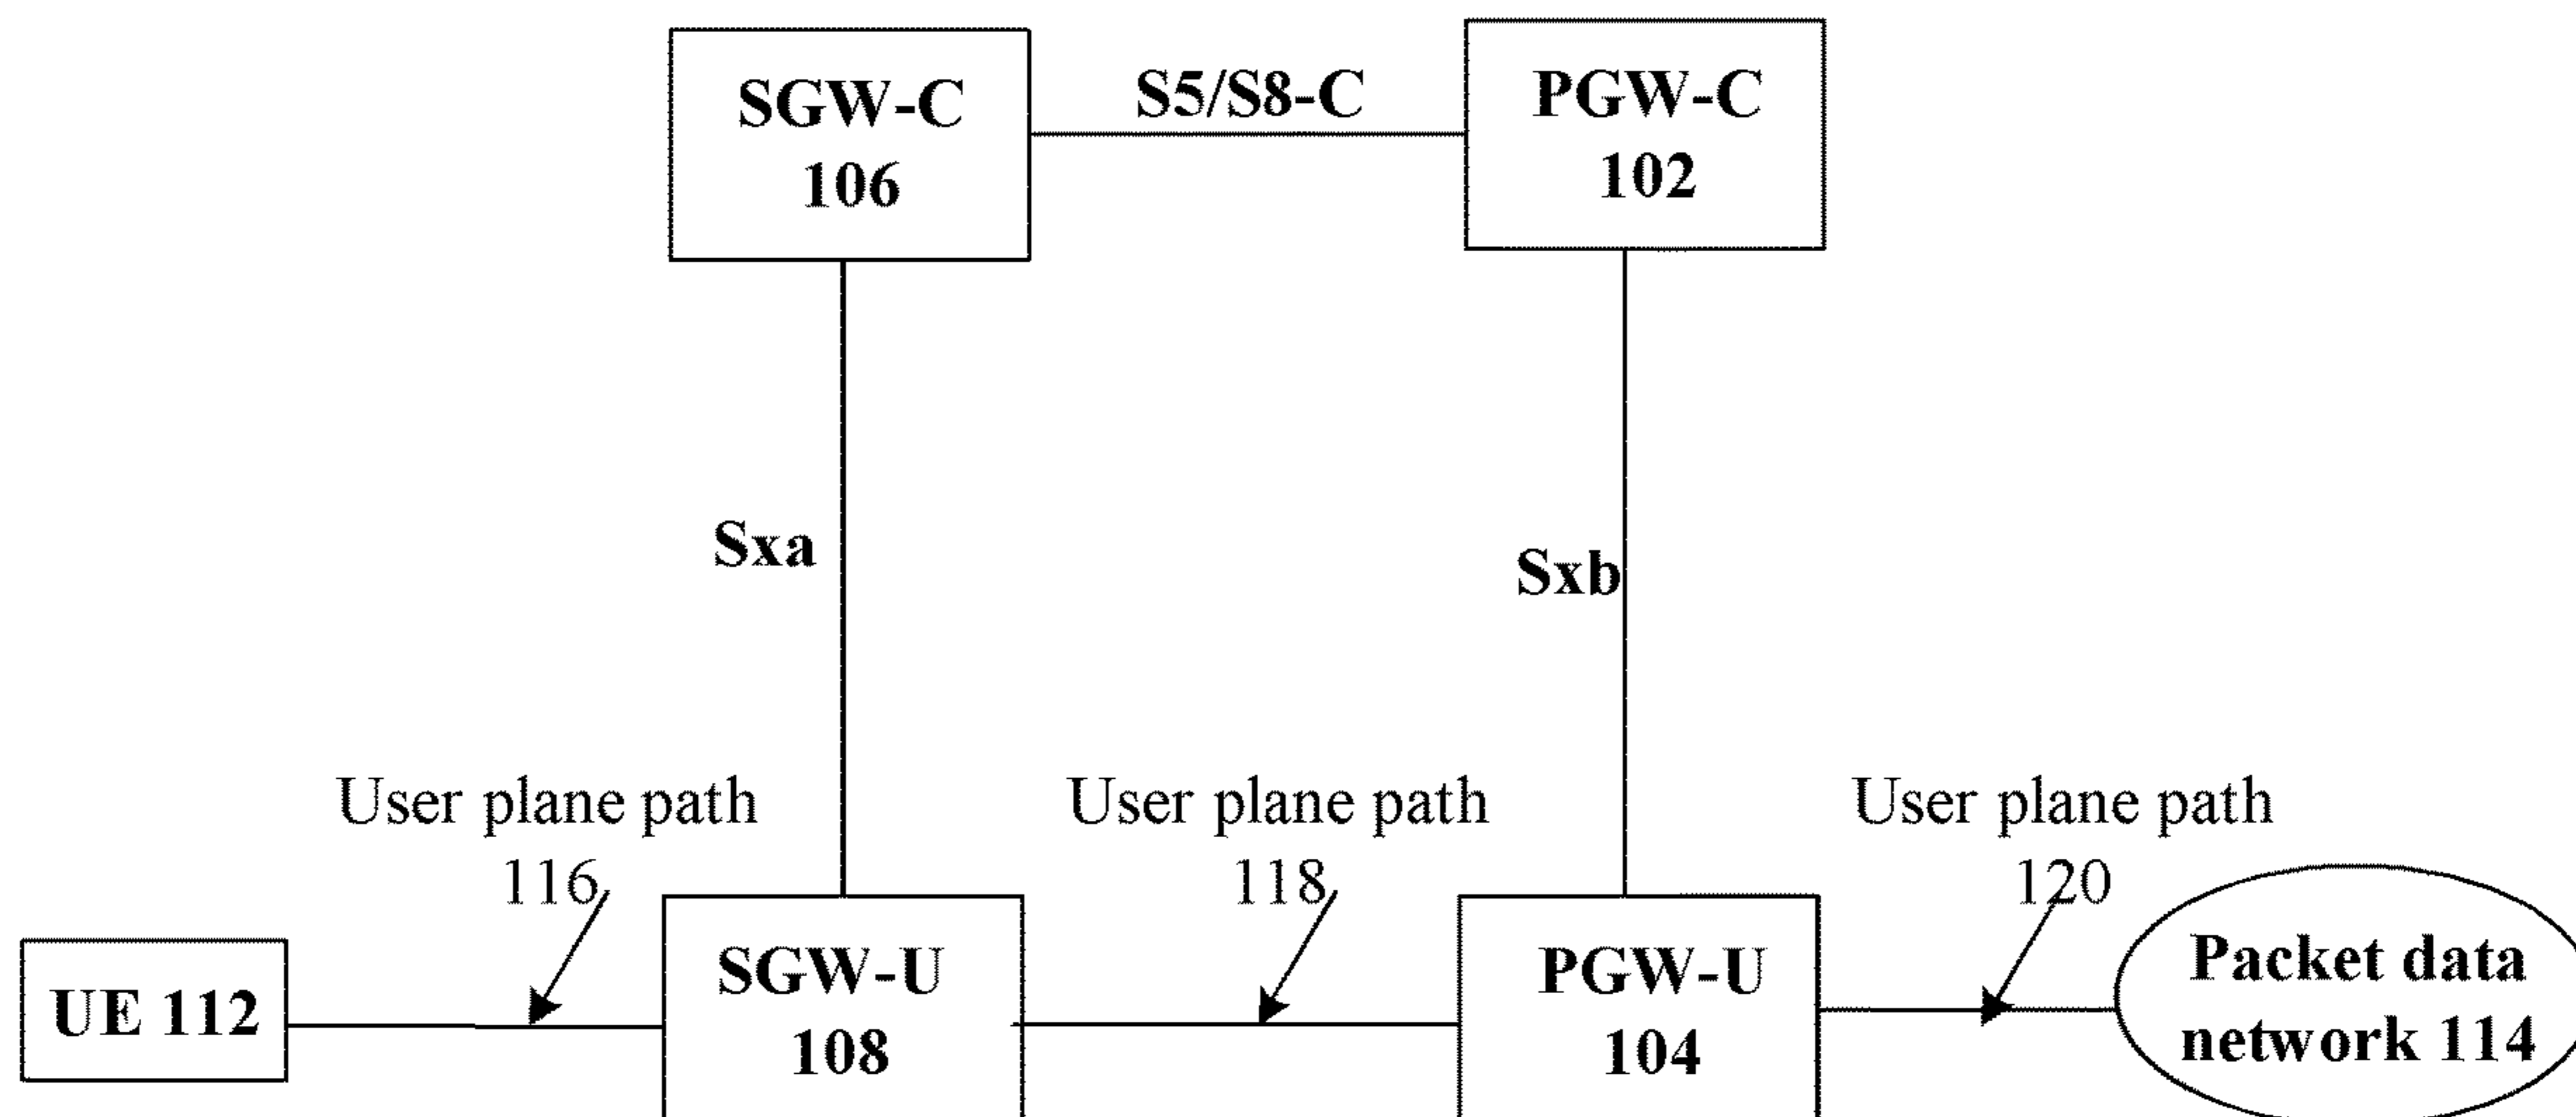 SGW-C
106
S5/S8-C
PGW-C
102
Sxa
Sxb
User plane path
116
User plane path
118
User plane path
120
UE 112
SGW-U
108
PGW-U
104
Packet data
network 114